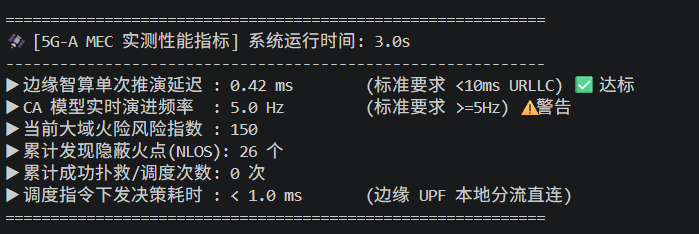 ============================================================
🛰️ [5G-A MEC 实测性能指标] 系统运行时间: 3.0s
------------------------------------------------------------
▶ 边缘智算单次推演延迟 : 0.42 ms (标准要求 <10ms URLLC) ✅ 达标
▶ CA 模型实时演进频率 : 5.0 Hz (标准要求 >=5Hz) ⚠️警告
▶ 当前大域火险风险指数 : 150
▶ 累计发现隐蔽火点(NLOS): 26 个
▶ 累计成功扑救/调度次数: 0 次
▶ 调度指令下发决策耗时 : < 1.0 ms (边缘 UPF 本地分流直连)
============================================================